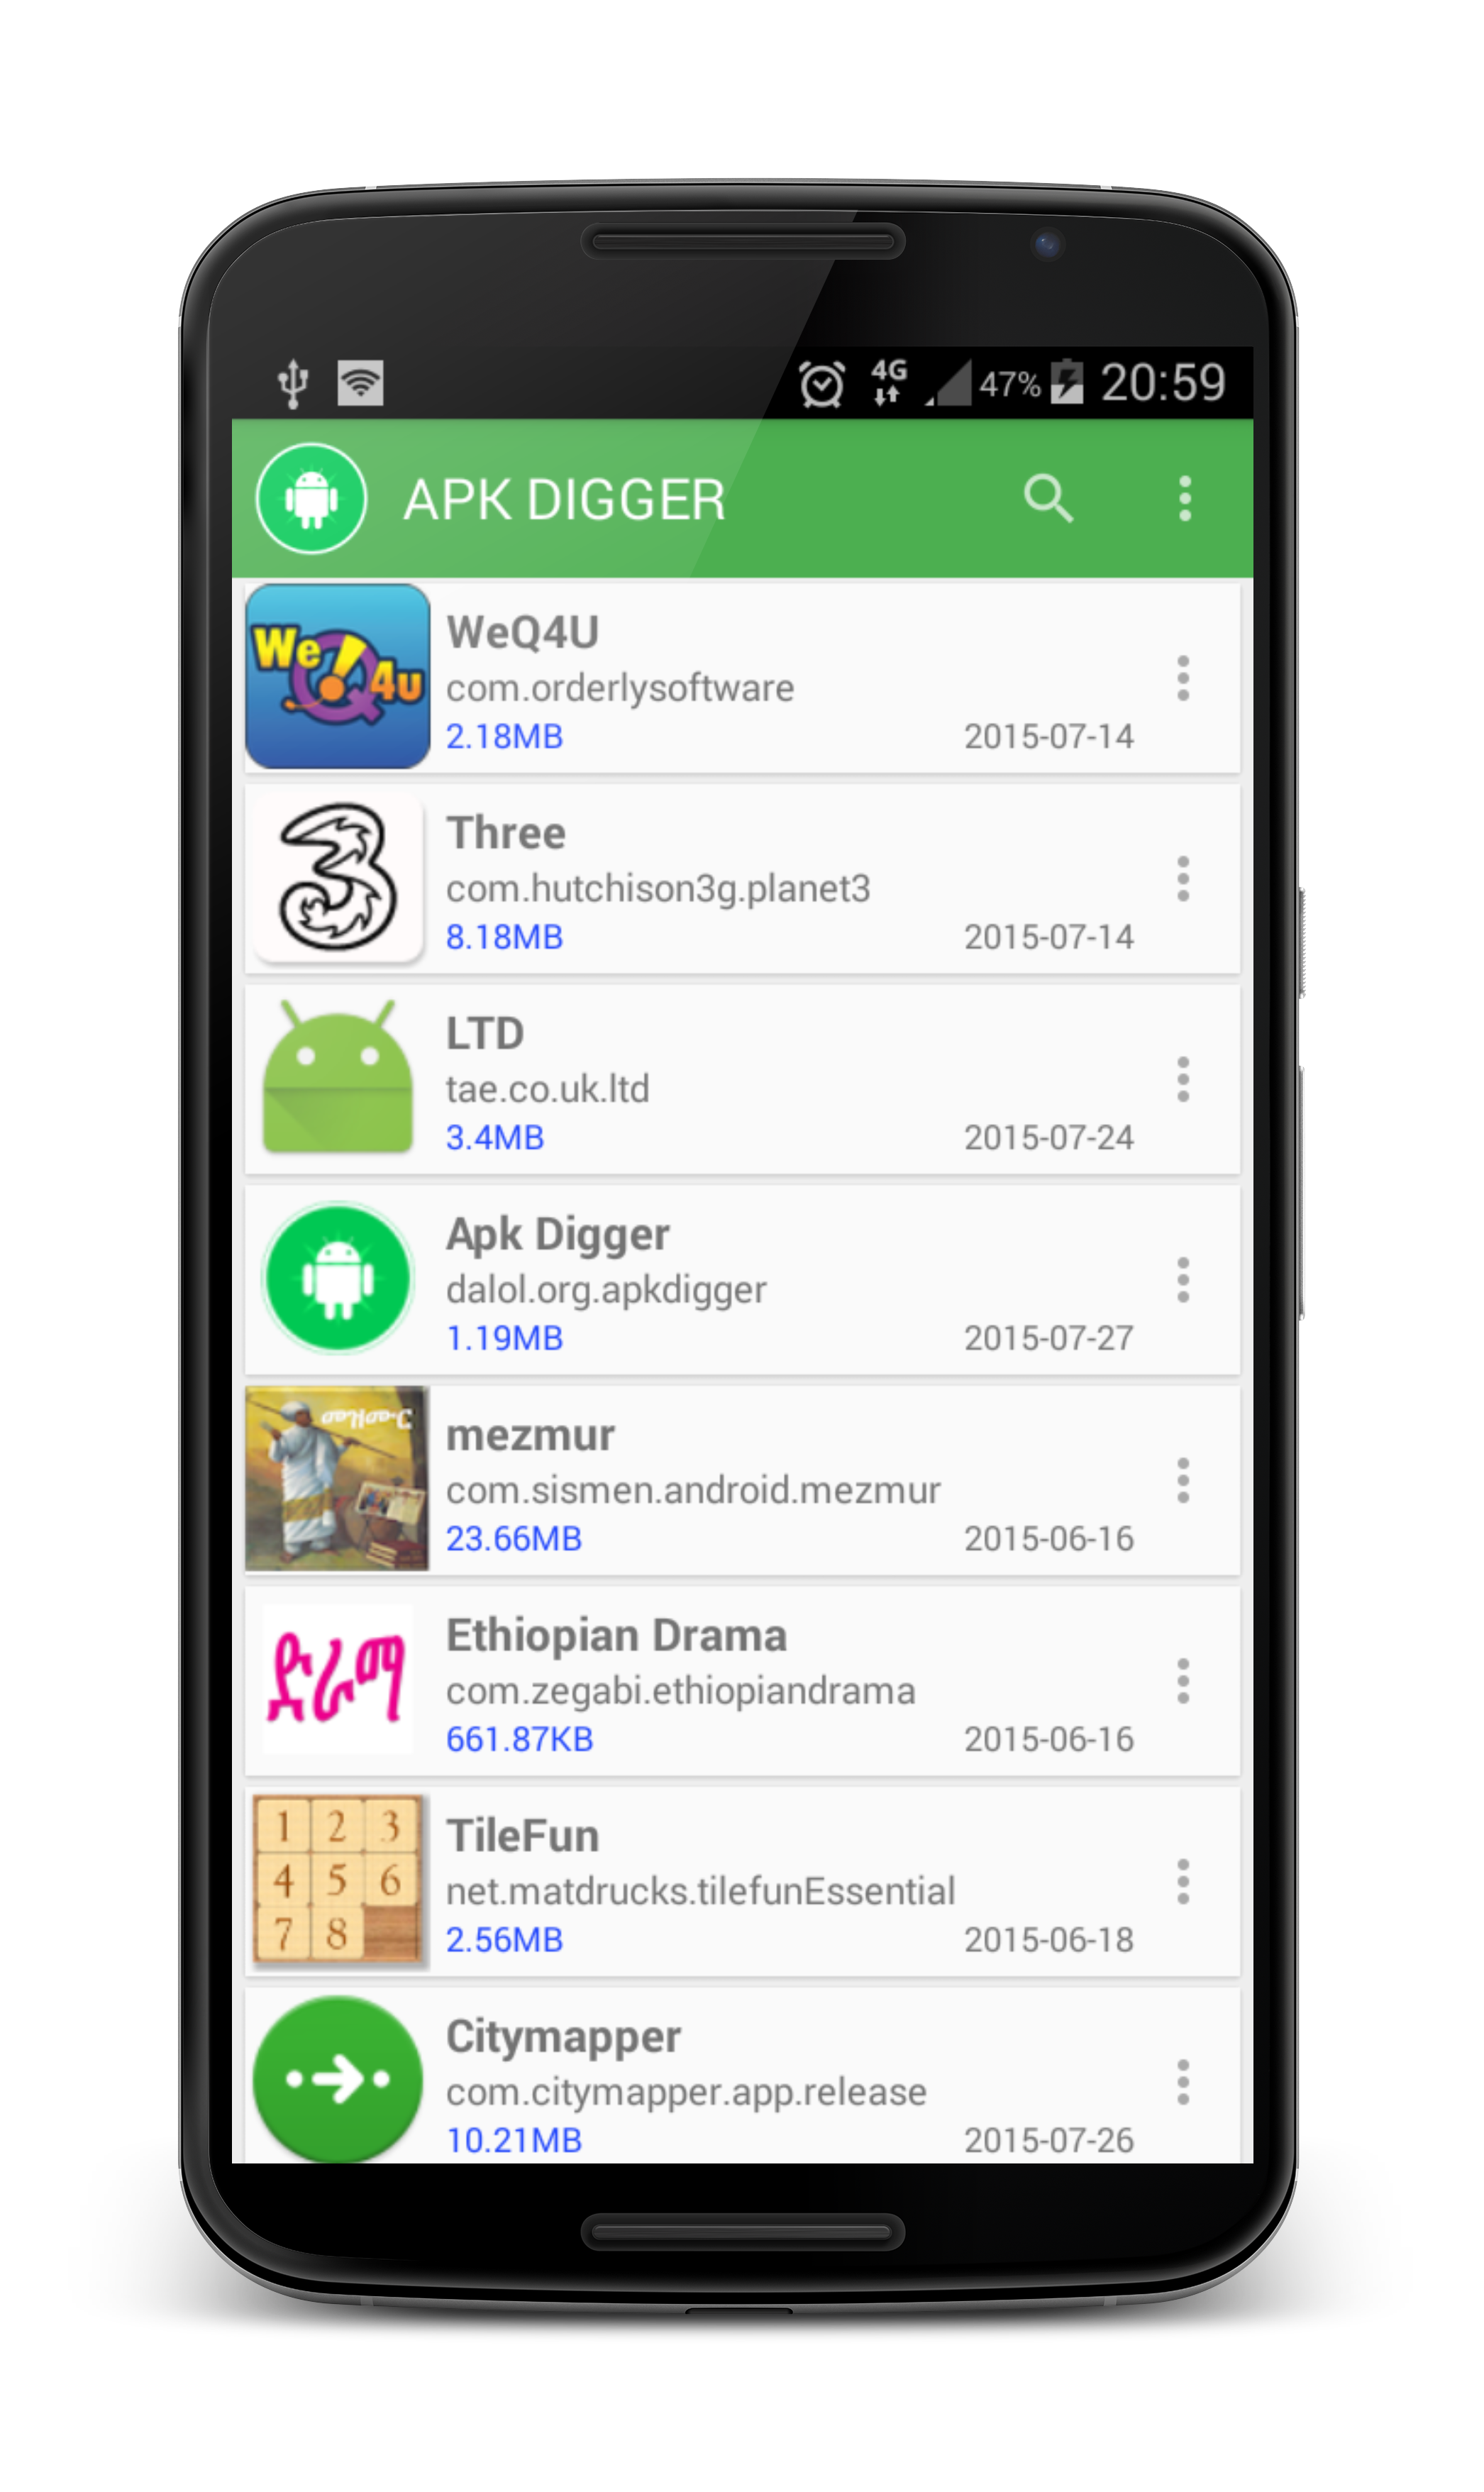 4G 47% 20:59
APK DIGGER
We Q 4u
WeQ4U
com.orderlysoftware
2.18MB 2015-07-14
3
Three
com.hutchison3g.planet3
8.18MB 2015-07-14
LTD
tae.co.uk.ltd
3.4MB 2015-07-24
Apk Digger
dalol.org.apkdigger
1.19MB 2015-07-27
mezmur
com.sismen.android.mezmur
23.66MB 2015-06-16
ድራማ
Ethiopian Drama
com.zegabi.ethiopiandrama
661.87KB 2015-06-16
1 2 3
4 5 6
7 8
TileFun
net.matdrucks.tilefunEssential
2.56MB 2015-06-18
Citymapper
com.citymapper.app.release
10.21MB 2015-07-26